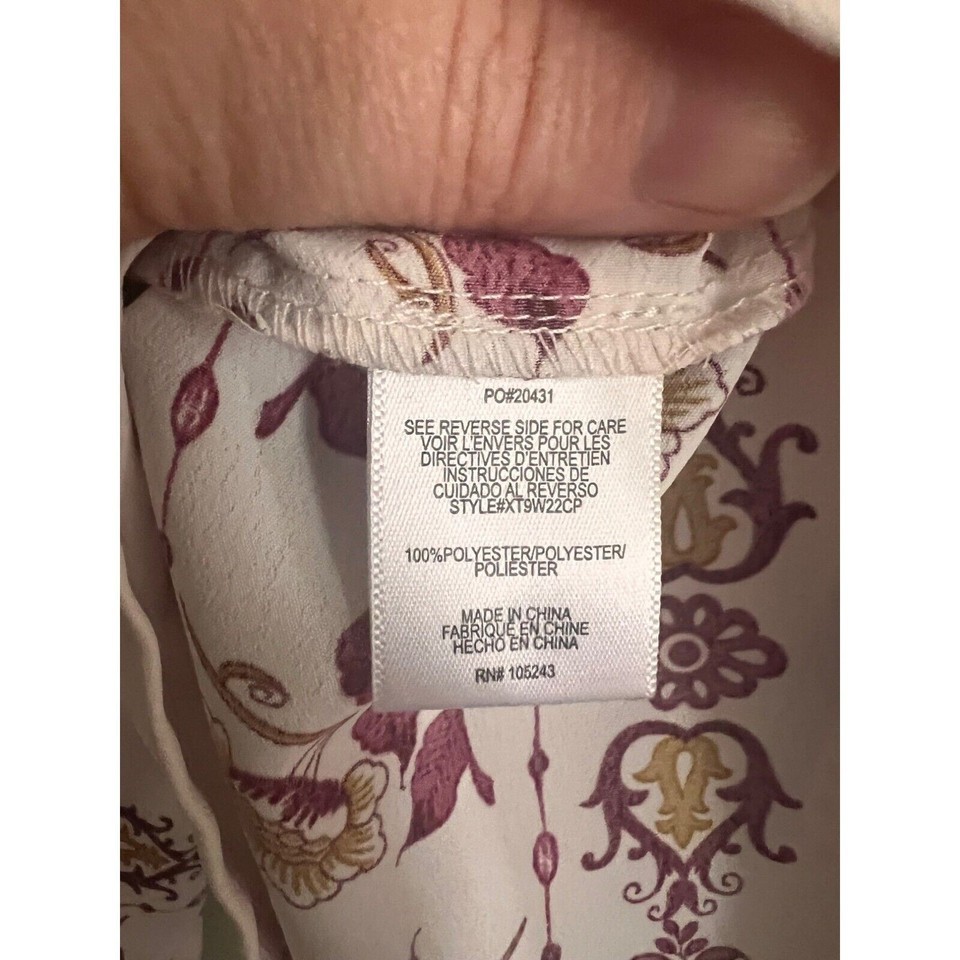 PO#20431
SEE REVERSE SIDE FOR CARE
VOIR L'ENVERS POUR LES
DIRECTIVES D'ENTRETIEN
INSTRUCCIONES DE
CUIDADO AL REVERSO
STYLE#XT9W22CP
100%POLYESTER/POLYESTER/
POLIESTER
MADE IN CHINA
FABRIQUE EN CHINE
HECHO EN CHINA
RN# 105243